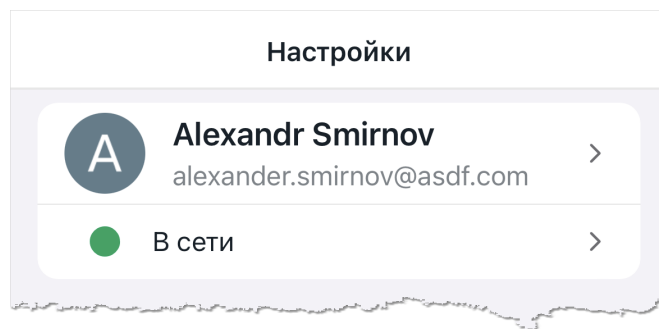 Настройки
A
Alexandr Smirnov
alexander.smirnov@asdf.com
В сети